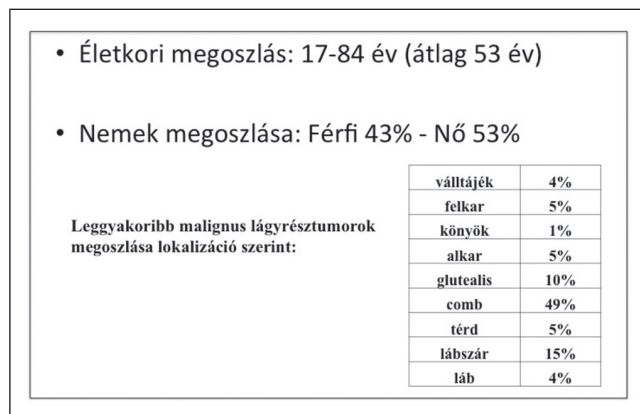 • Életkori megoszlás: 17-84 év (átlag 53 év)
• Nemek megoszlása: Férfi 43% - Nő 53%
Leggyakoribb malignus lágyrésztumorok
megoszlása lokalizáció szerint:
válltájék 4%
felkar 5%
könyök 1%
alkar 5%
glutealis 10%
comb 49%
térd 5%
lábszár 15%
láb 4%